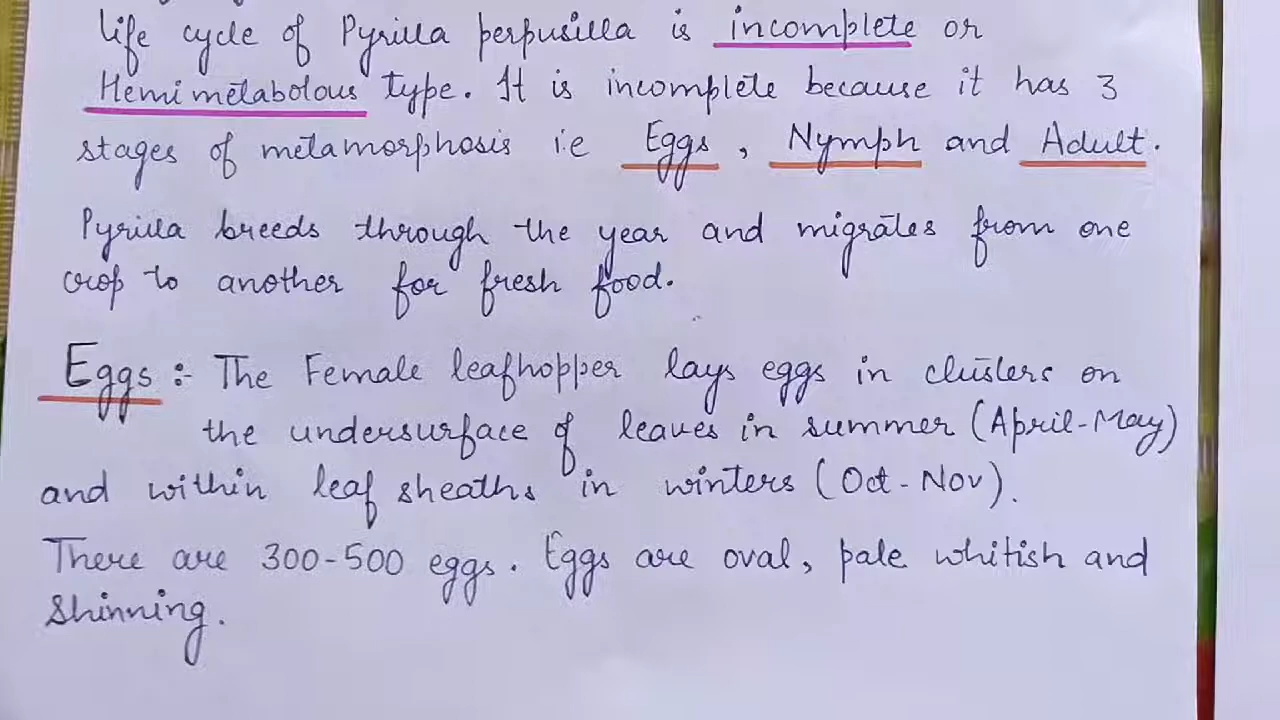 life cycle of Pyrilla perpusilla is incomplete or
Hemimetabolous type. It is incomplete because it has 3
stages of metamorphosis i.e Eggs, Nymph and Adult.
Pyrilla breeds through the year and migrates from one
crop to another for fresh food.
Eggs :- The Female leafhopper lays eggs in clusters on
the undersurface of leaves in summer (April-May)
and within leaf sheaths in winters (Oct-Nov).
There are 300-500 eggs. Eggs are oval, pale whitish and
Shinning.